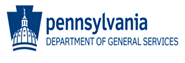 pennsylvania
DEPARTMENT OF GENERAL SERVICES